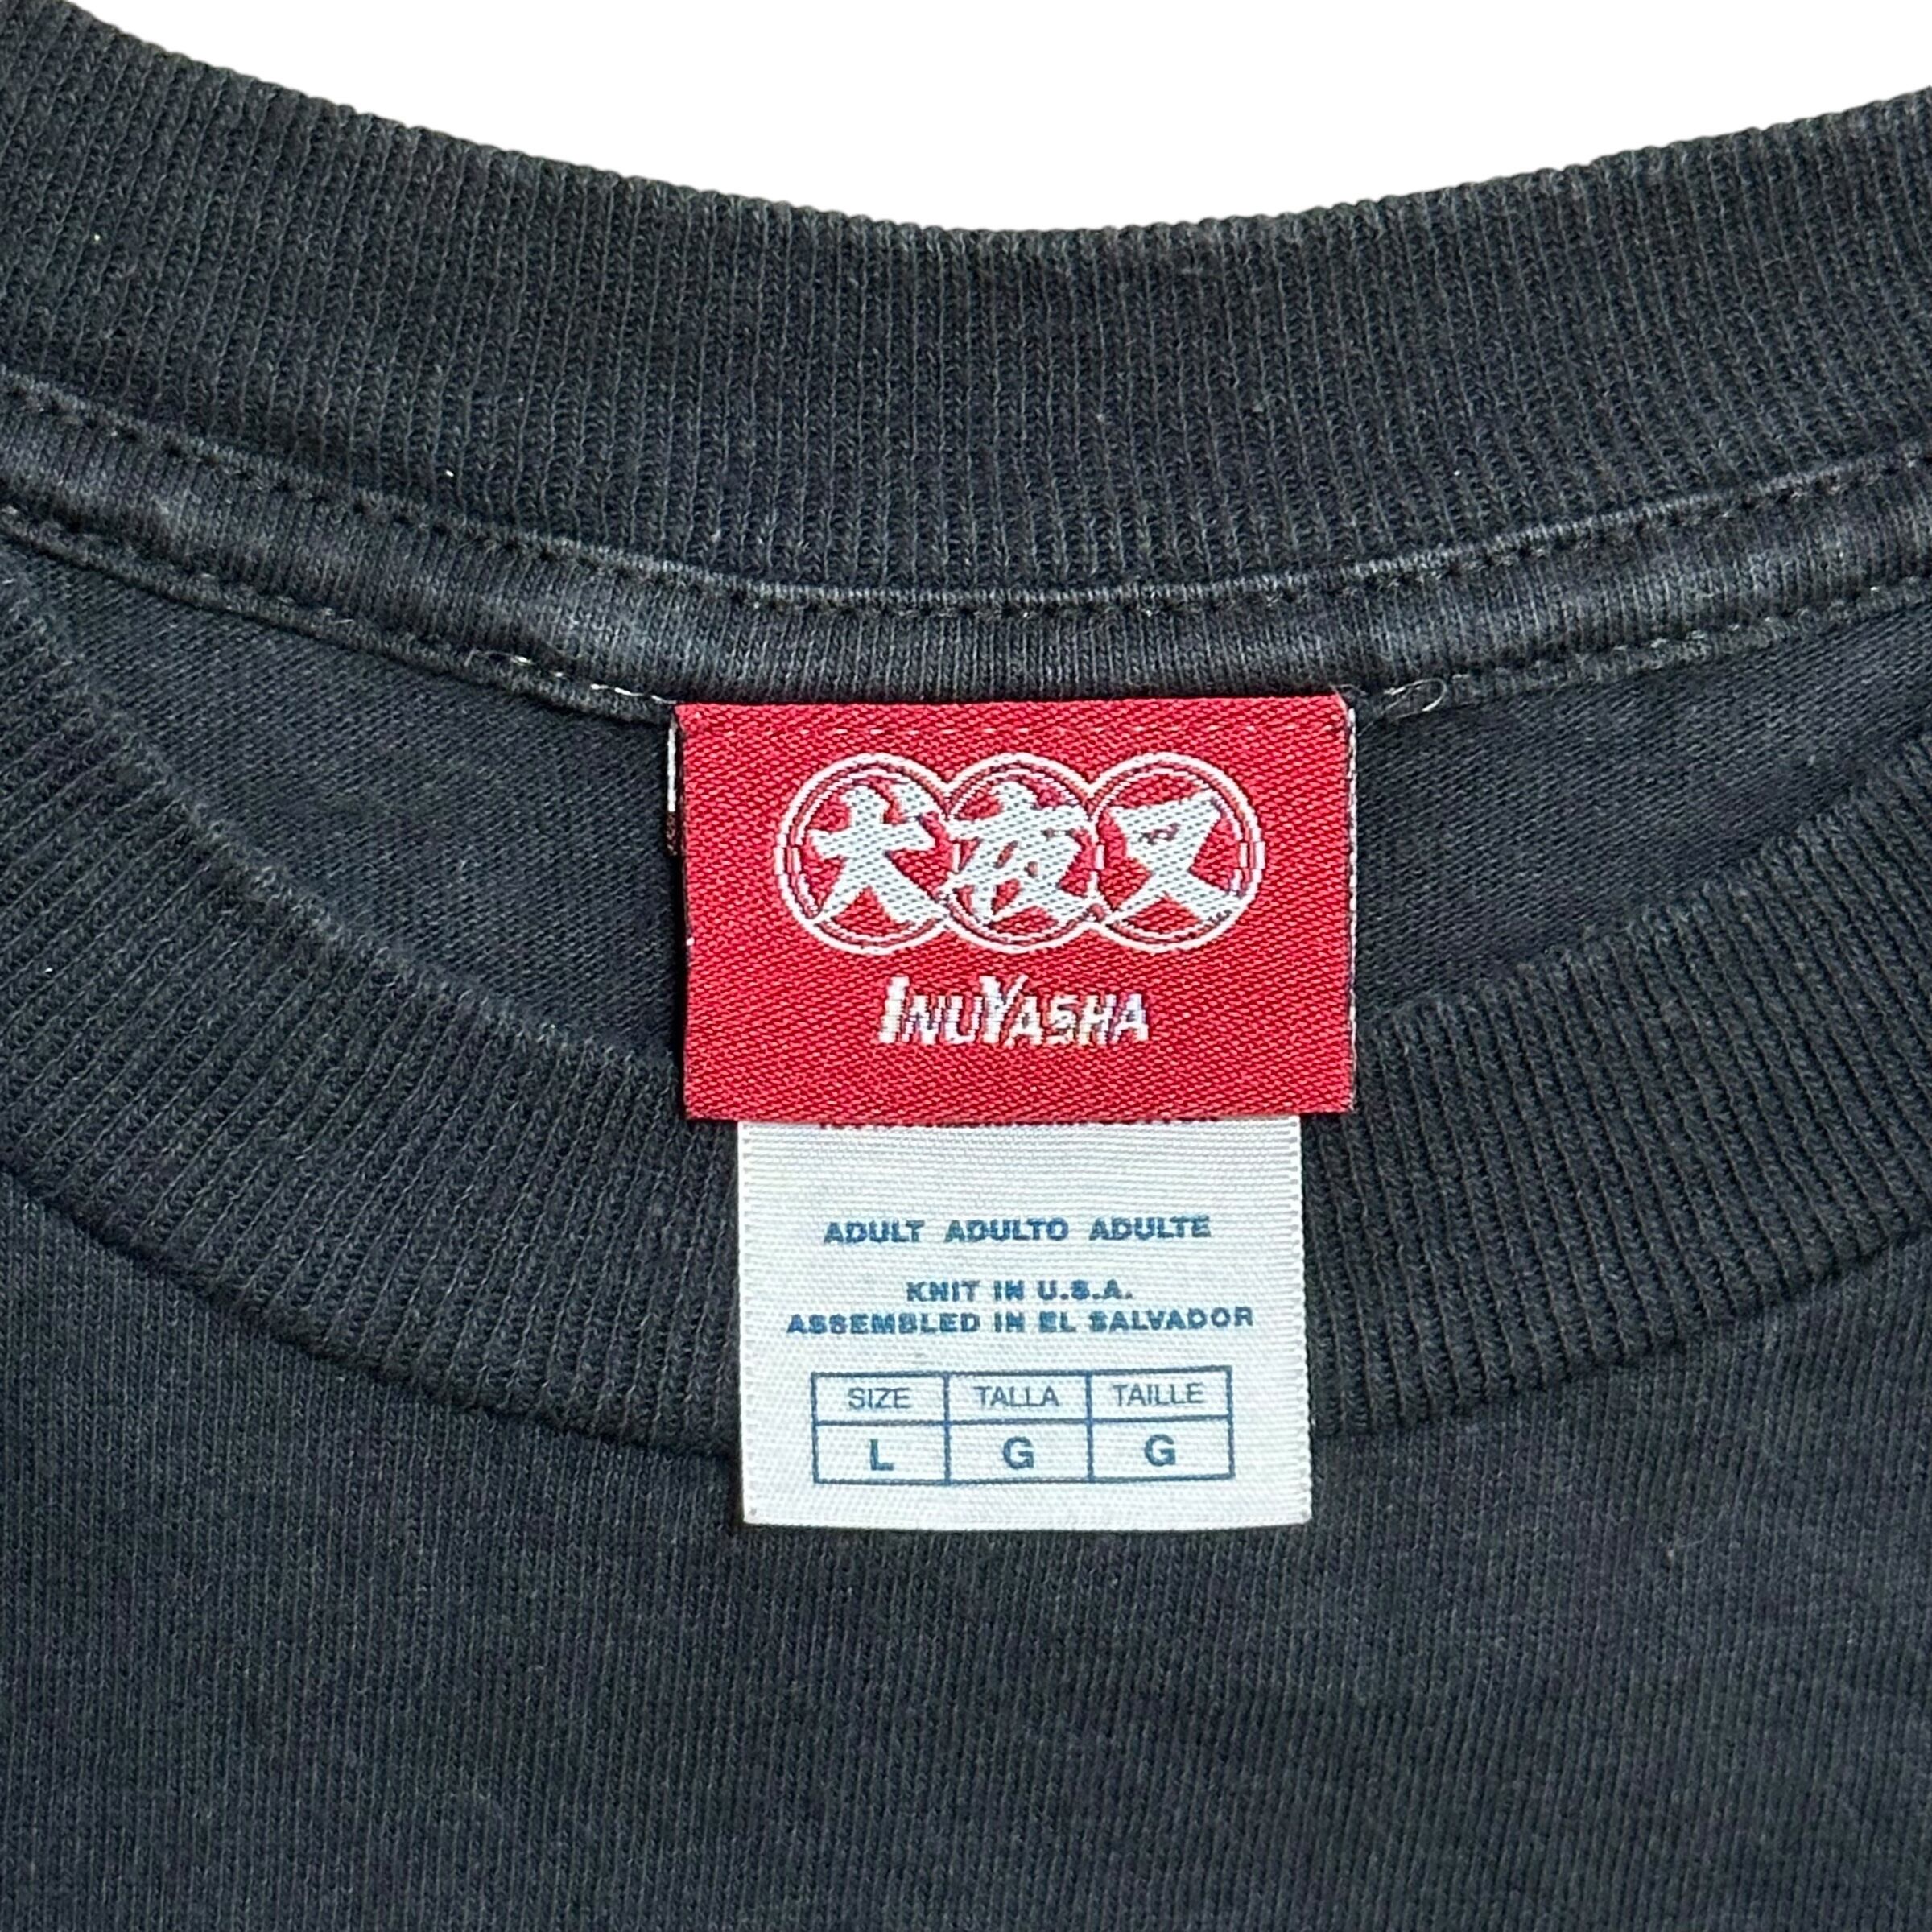 犬夜叉
INUYASHA
ADULT ADULTO ADULTE
KNIT IN U.S.A.
ASSEMBLED IN EL SALVADOR
SIZE TALLA TAILLE
L G G